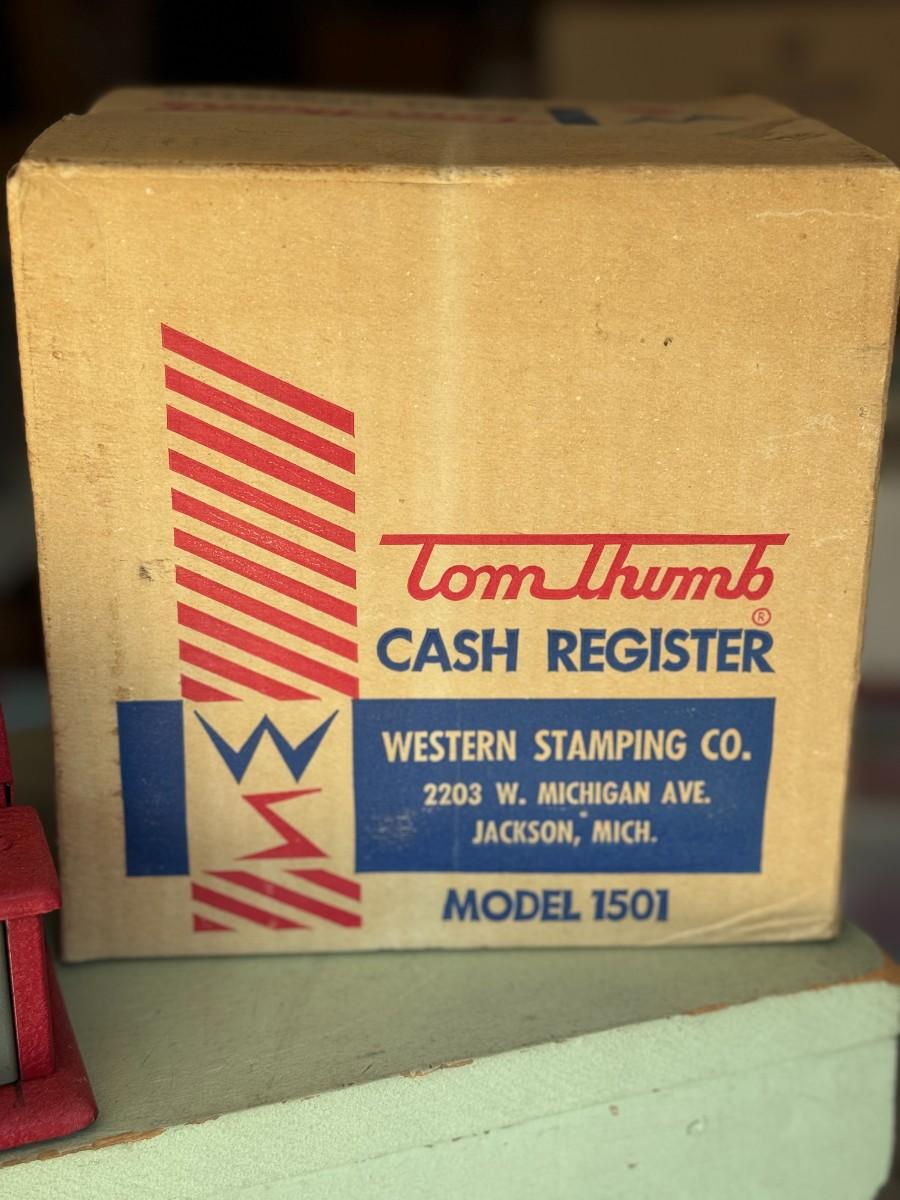 Tom Thumb
®
CASH REGISTER
W
S
WESTERN STAMPING CO.
2203 W. MICHIGAN AVE.
JACKSON, MICH.
MODEL 1501